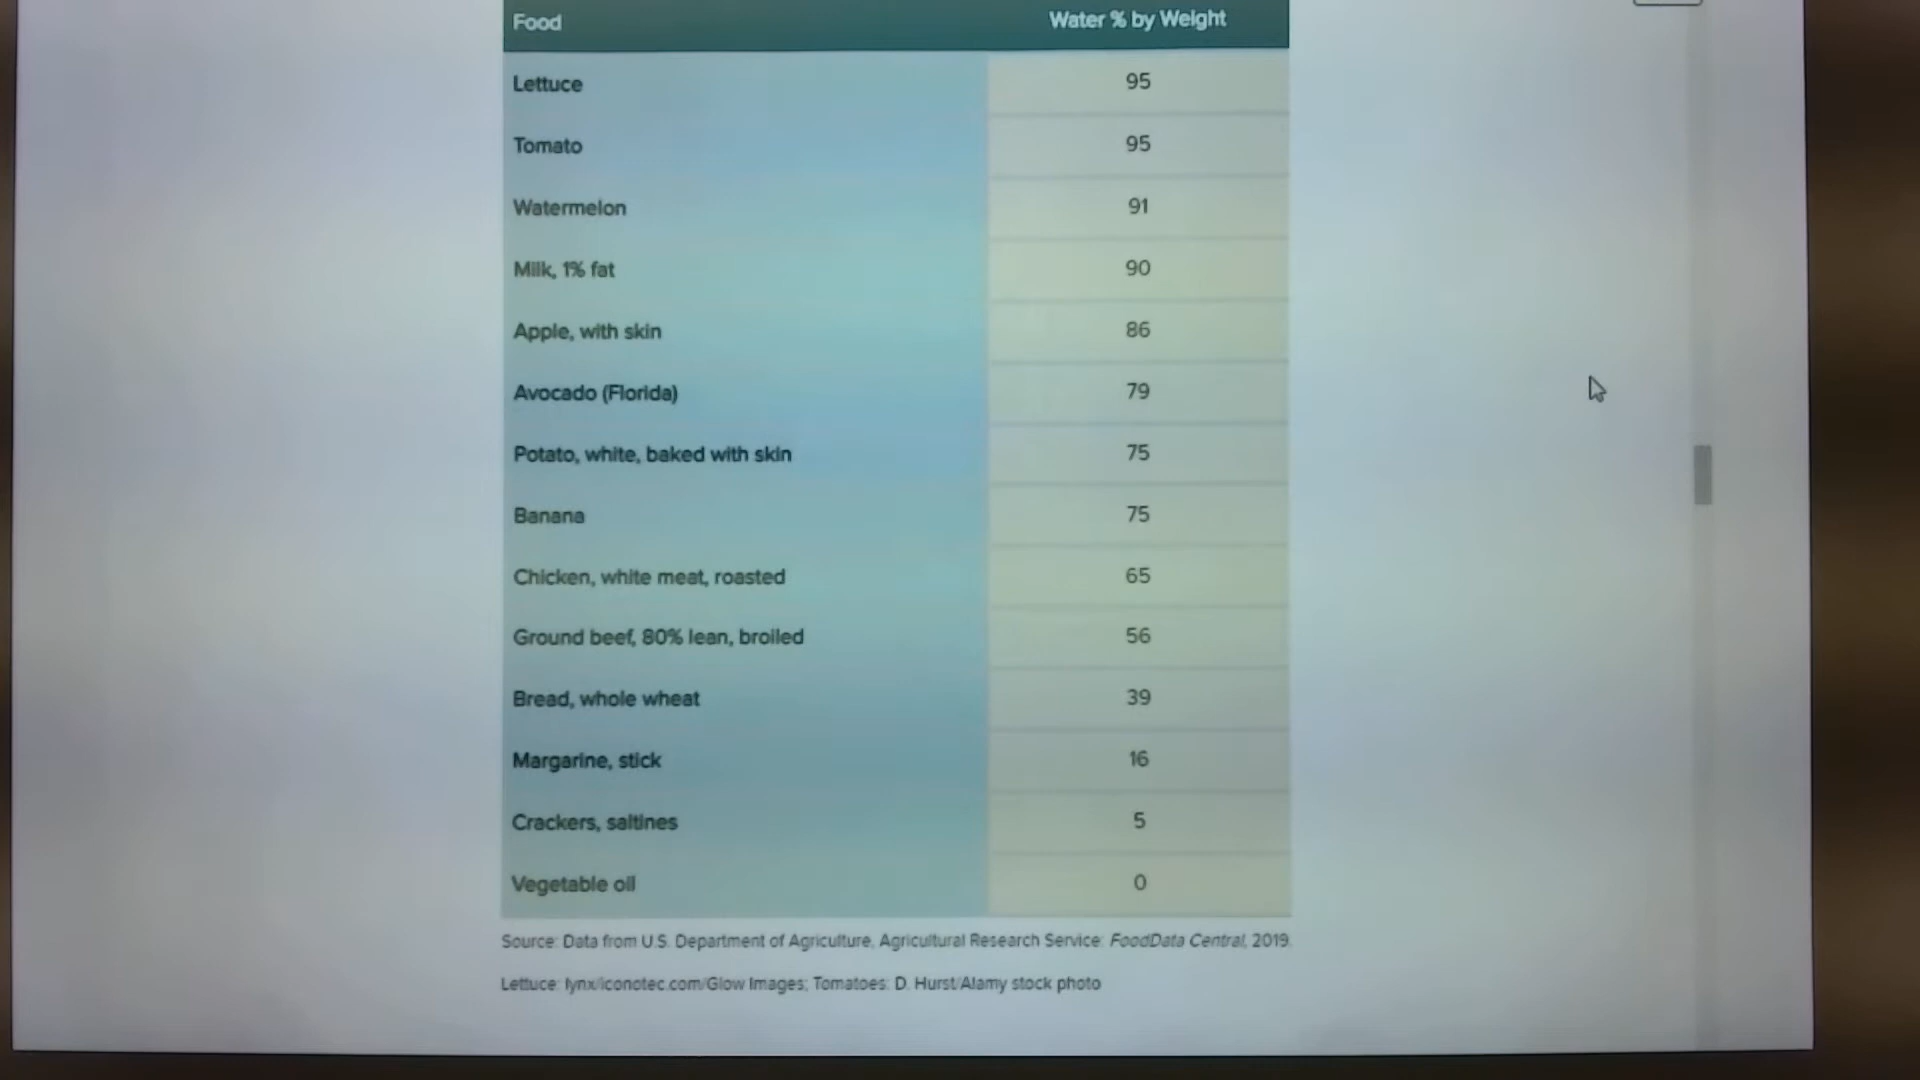 Food Water % by Weight
Lettuce 95
Tomato 95
Watermelon 91
Milk, 1% fat 90
Apple, with skin 86
Avocado (Florida) 79
Potato, white, baked with skin 75
Banana 75
Chicken, white meat, roasted 65
Ground beef, 80% lean, broiled 56
Bread, whole wheat 39
Margarine, stick 16
Crackers, saltines 5
Vegetable oil 0
Source: Data from U.S. Department of Agriculture, Agricultural Research Service: FoodData Central, 2019.
Lettuce: lynx/iconotec.com/Glow Images; Tomatoes: D. Hurst/Alamy stock photo